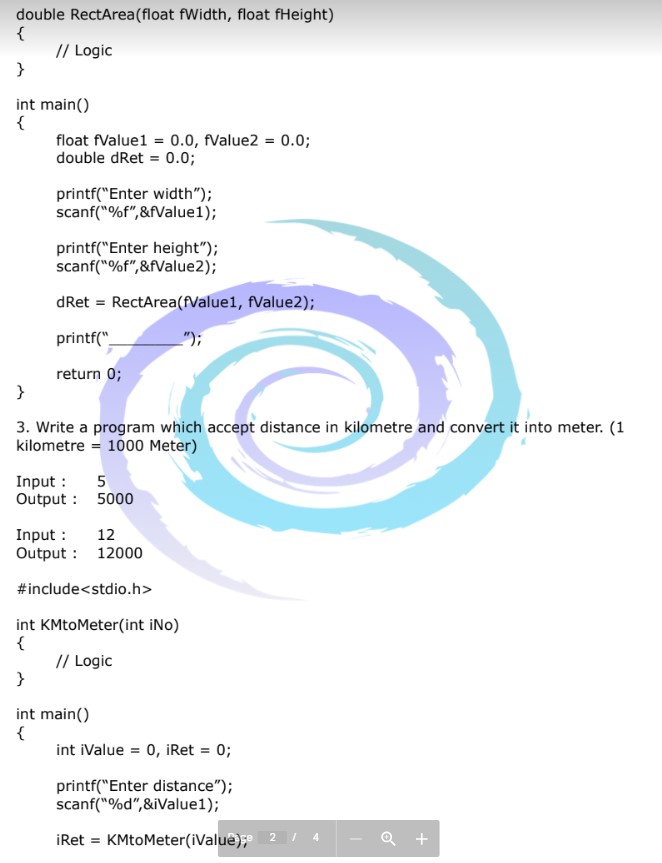 double RectArea(float fWidth, float fHeight)
{
// Logic
}
int main()
{
float fValue1 = 0.0, fValue2 = 0.0;
double dRet = 0.0;
printf(“Enter width”);
scanf(“%f”,&fValue1);
printf(“Enter height”);
scanf(“%f”,&fValue2);
dRet = RectArea(fValue1, fValue2);
printf(“_________”);
return 0;
}
3. Write a program which accept distance in kilometre and convert it into meter. (1
kilometre = 1000 Meter)
Input : 5
Output : 5000
Input : 12
Output : 12000
#include<stdio.h>
int KMtoMeter(int iNo)
{
// Logic
}
int main()
{
int iValue = 0, iRet = 0;
printf(“Enter distance”);
scanf(“%d”,&iValue1);
iRet = KMtoMeter(iValue);
Page 2 / 4 — +